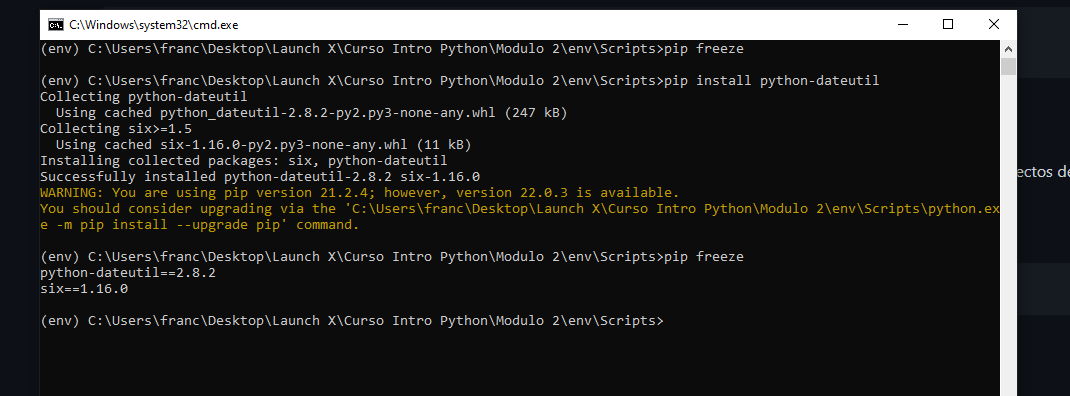 C:\Windows\system32\cmd.exe
(env) C:\Users\franc\Desktop\Launch X\Curso Intro Python\Modulo 2\env\Scripts>pip freeze
(env) C:\Users\franc\Desktop\Launch X\Curso Intro Python\Modulo 2\env\Scripts>pip install python-dateutil
Collecting python-dateutil
  Using cached python_dateutil-2.8.2-py2.py3-none-any.whl (247 kB)
Collecting six>=1.5
  Using cached six-1.16.0-py2.py3-none-any.whl (11 kB)
Installing collected packages: six, python-dateutil
Successfully installed python-dateutil-2.8.2 six-1.16.0
WARNING: You are using pip version 21.2.4; however, version 22.0.3 is available.
You should consider upgrading via the 'C:\Users\franc\Desktop\Launch X\Curso Intro Python\Modulo 2\env\Scripts\python.ex
e -m pip install --upgrade pip' command.
(env) C:\Users\franc\Desktop\Launch X\Curso Intro Python\Modulo 2\env\Scripts>pip freeze
python-dateutil==2.8.2
six==1.16.0
(env) C:\Users\franc\Desktop\Launch X\Curso Intro Python\Modulo 2\env\Scripts>
ectos de